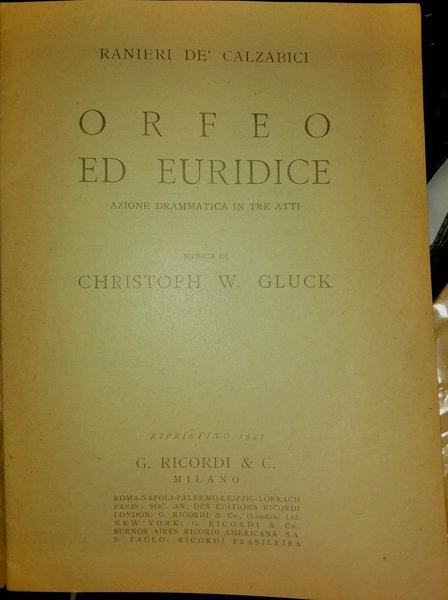 RANIERI DE' CALZABICI
ORFEO
ED EURIDICE
AZIONE DRAMMATICA IN TRE ATTI
MUSICA DI
CHRISTOPH W. GLUCK
RIPRISTINO 1947
G. RICORDI & C.
MILANO
ROMA-NAPOLI-PALERMO-LEIPZIG-LÖRRACH
PARIS; SOC. AN. DES ÉDITIONS RICORDI
LONDON; G. RICORDI & Co., (London) Ltd.
NEW YORK; G. RICORDI & Co.,
BUENOS AIRES RICORDI AMERICANA S.A.
S. PAULO; RICORDI BRASILEIRA